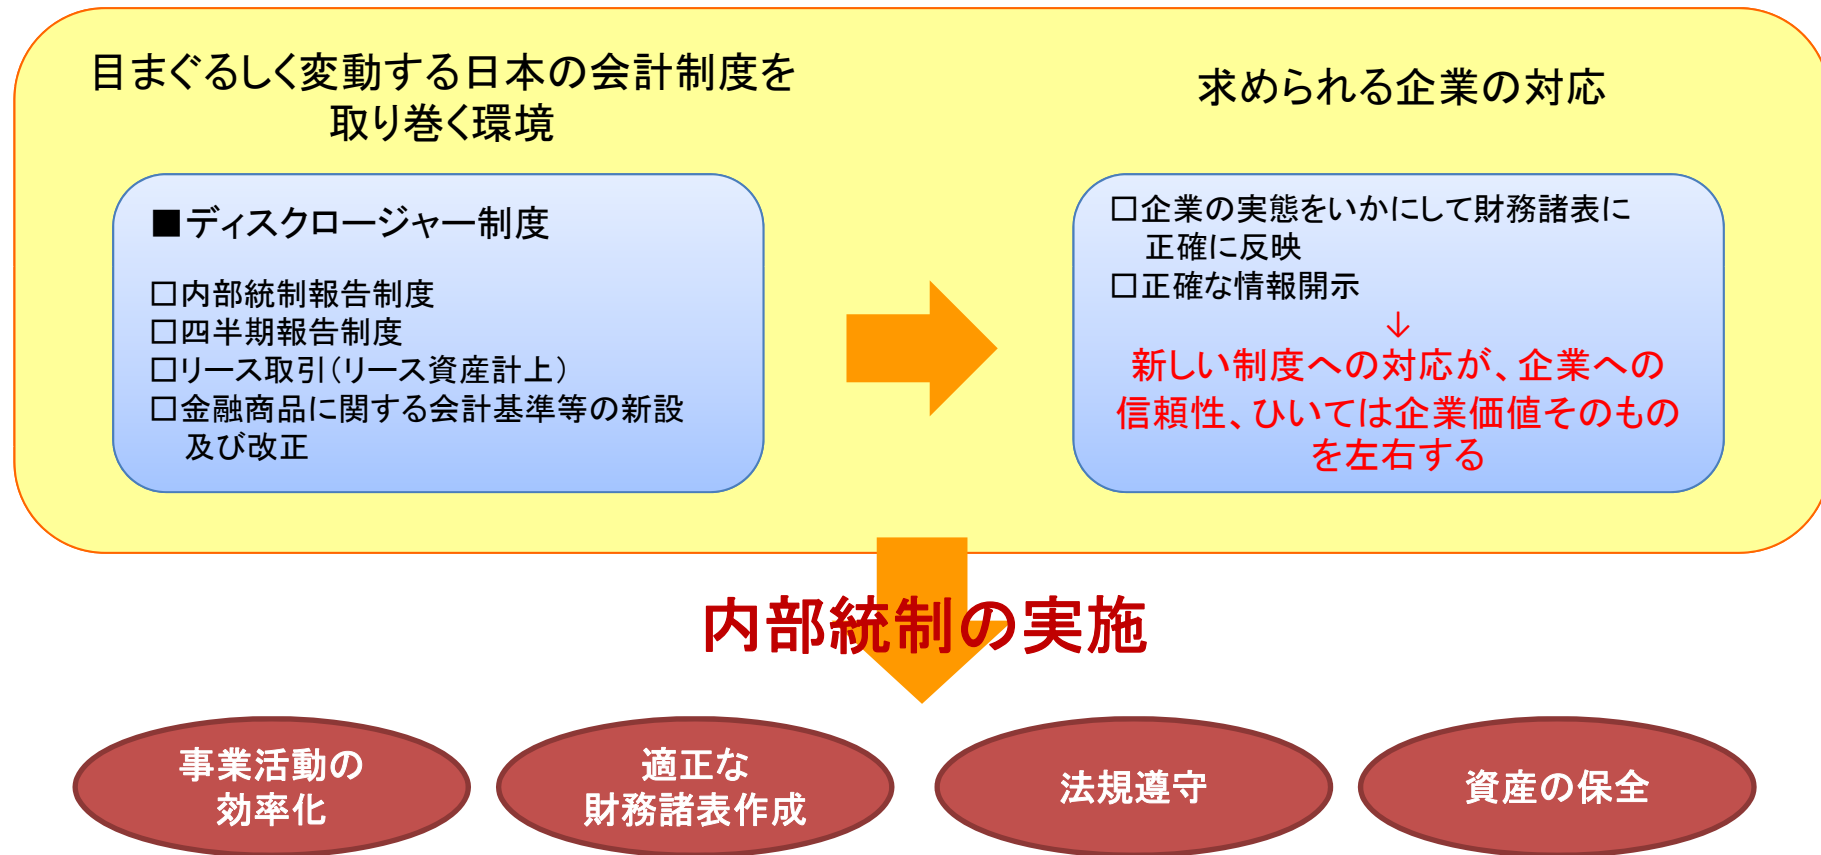 目まぐるしく変動する日本の会計制度を
取り巻く環境
■ディスクロージャー制度
□内部統制報告制度
□四半期報告制度
□リース取引(リース資産計上)
□金融商品に関する会計基準等の新設
及び改正
求められる企業の対応
□企業の実態をいかにして財務諸表に
正確に反映
□正確な情報開示
↓
新しい制度への対応が、企業への
信頼性、ひいては企業価値そのもの
を左右する
内部統制の実施
事業活動の
効率化
適正な
財務諸表作成
法規遵守
資産の保全